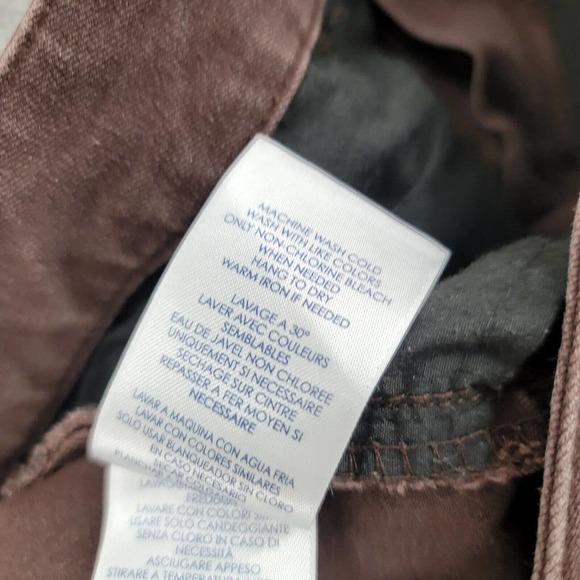 MACHINE WASH COLD
WASH WITH LIKE COLORS
ONLY NON-CHLORINE BLEACH
WHEN NEEDED
HANG TO DRY
WARM IRON IF NEEDED
LAVAGE A 30°
LAVER AVEC COULEURS
SEMBLABLES
EAU DE JAVEL NON CHLOREE
UNIQUEMENT SI NECESSAIRE
SECHAGE SUR CINTRE
REPASSER A FER MOYEN SI
NECESSAIRE
LAVAR A MAQUINA CON AGUA FRIA
LAVAR CON COLORES SIMILARES
SOLO USAR BLANQUEADOR SIN CLORO
EN CASO NECESARIO
LAVARE CON COLORI
USARE SOLO CANDEGGIANTE
SENZA CLORO IN CASO DI
NECESSITÀ
ASCIUGARE APPESO
STIRARE A